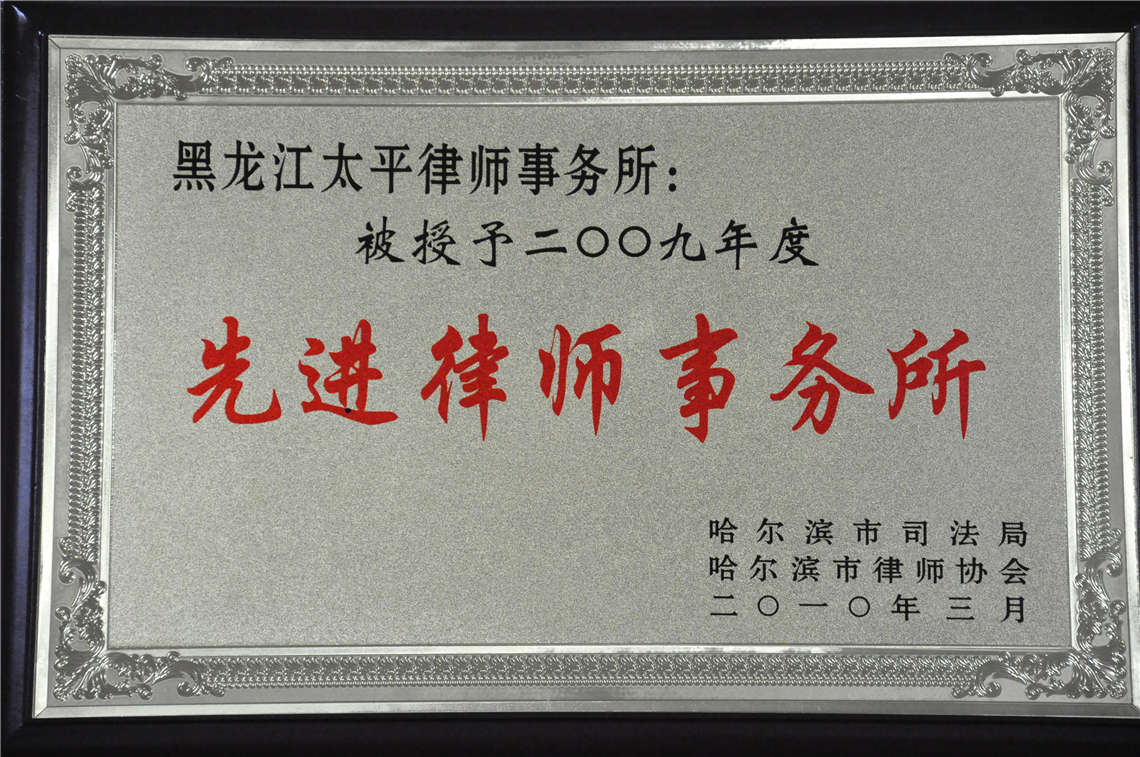 黑龙江太平律师事务所：
被授予二〇〇九年度
先进律师事务所
哈尔滨市司法局
哈尔滨市律师协会
二〇一〇年三月